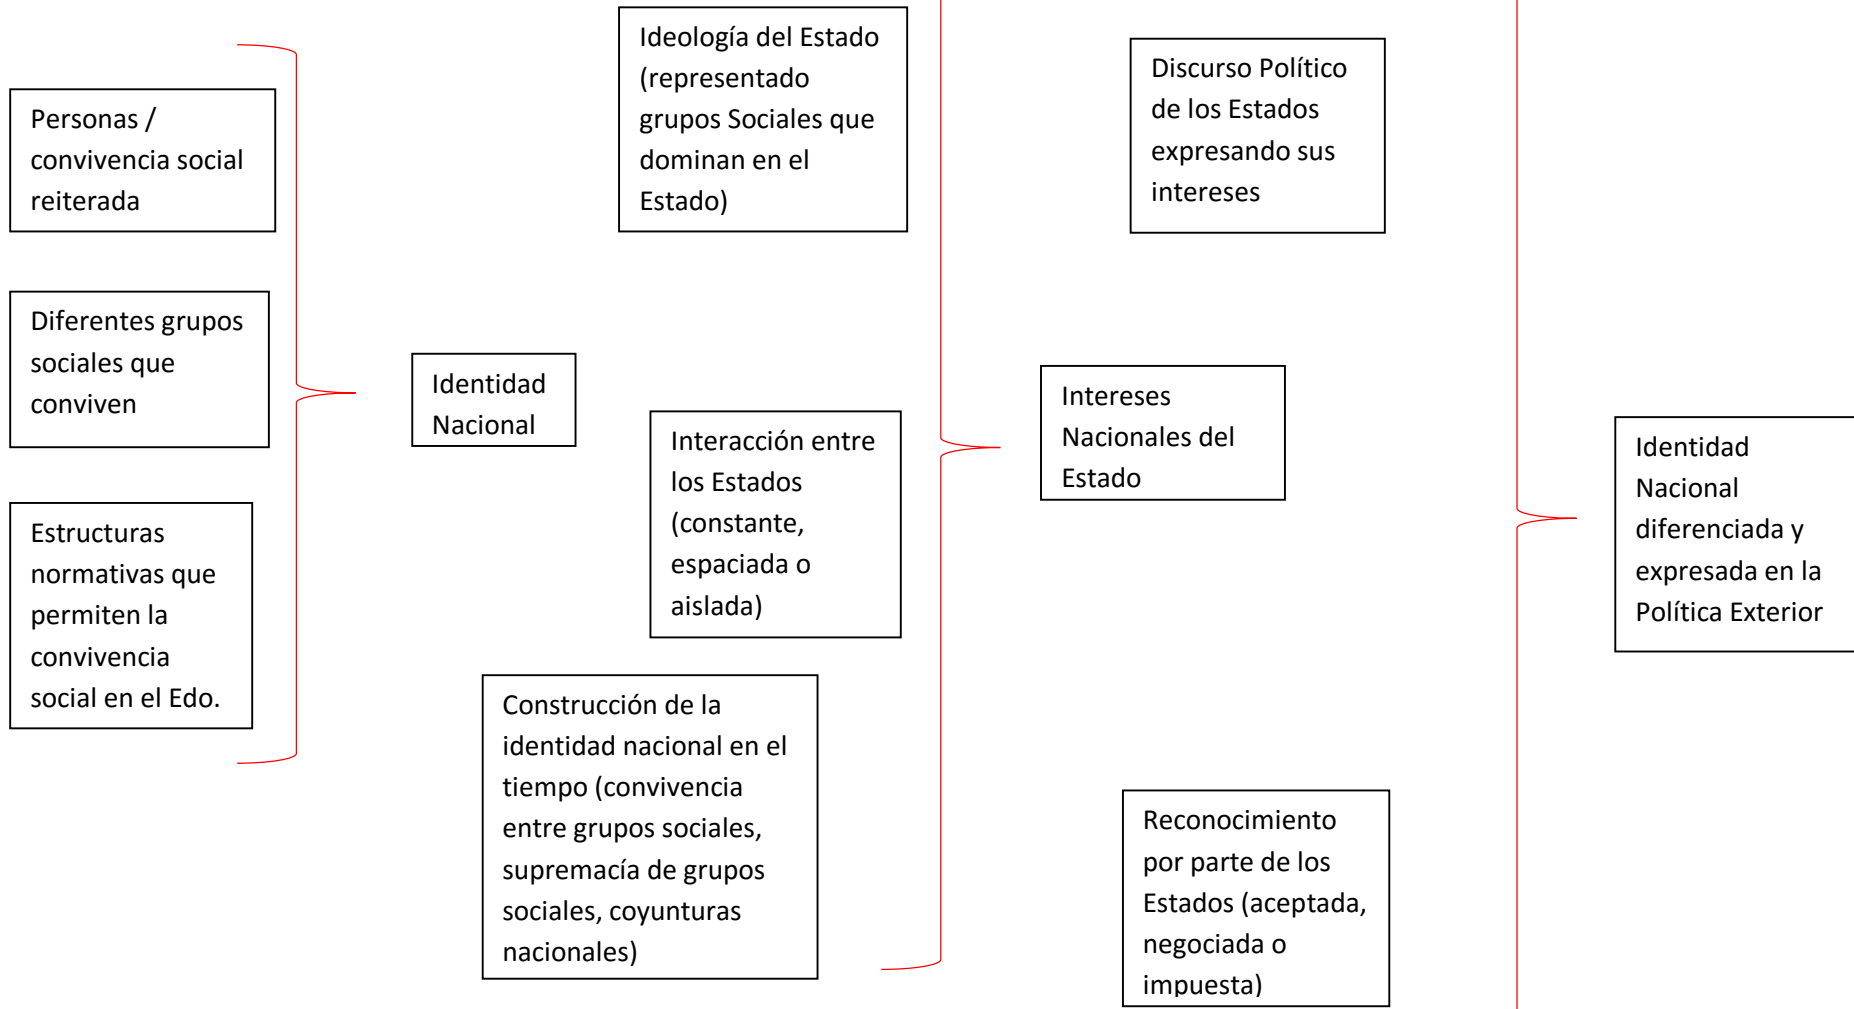 Personas /
convivencia social
reiterada
Diferentes grupos
sociales que
conviven
Estructuras
normativas que
permiten la
convivencia
social en el Edo.
Identidad
Nacional
Ideología del Estado
(representado
grupos Sociales que
dominan en el
Estado)
Interacción entre
los Estados
(constante,
espaciada o
aislada)
Construcción de la
identidad nacional en el
tiempo (convivencia
entre grupos sociales,
supremacía de grupos
sociales, coyunturas
nacionales)
Discurso Político
de los Estados
expresando sus
intereses
Intereses
Nacionales del
Estado
Reconocimiento
por parte de los
Estados (aceptada,
negociada o
impuesta)
Identidad
Nacional
diferenciada y
expresada en la
Política Exterior